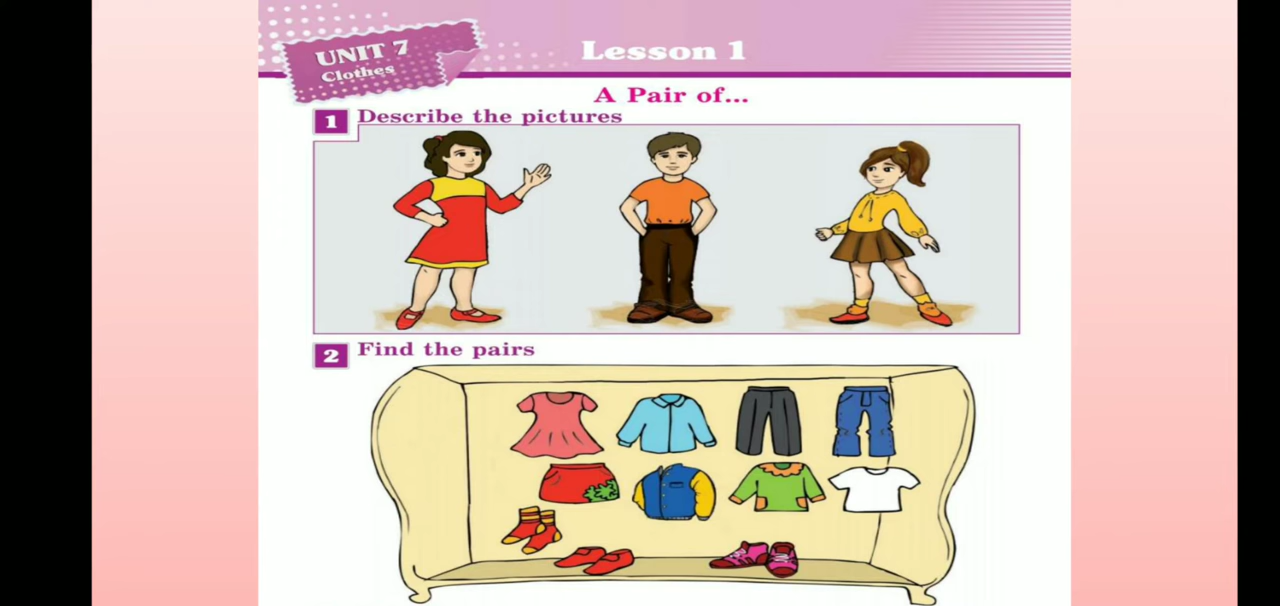 UNIT 7
Clothes
Lesson 1
A Pair of...
1 Describe the pictures
2 Find the pairs